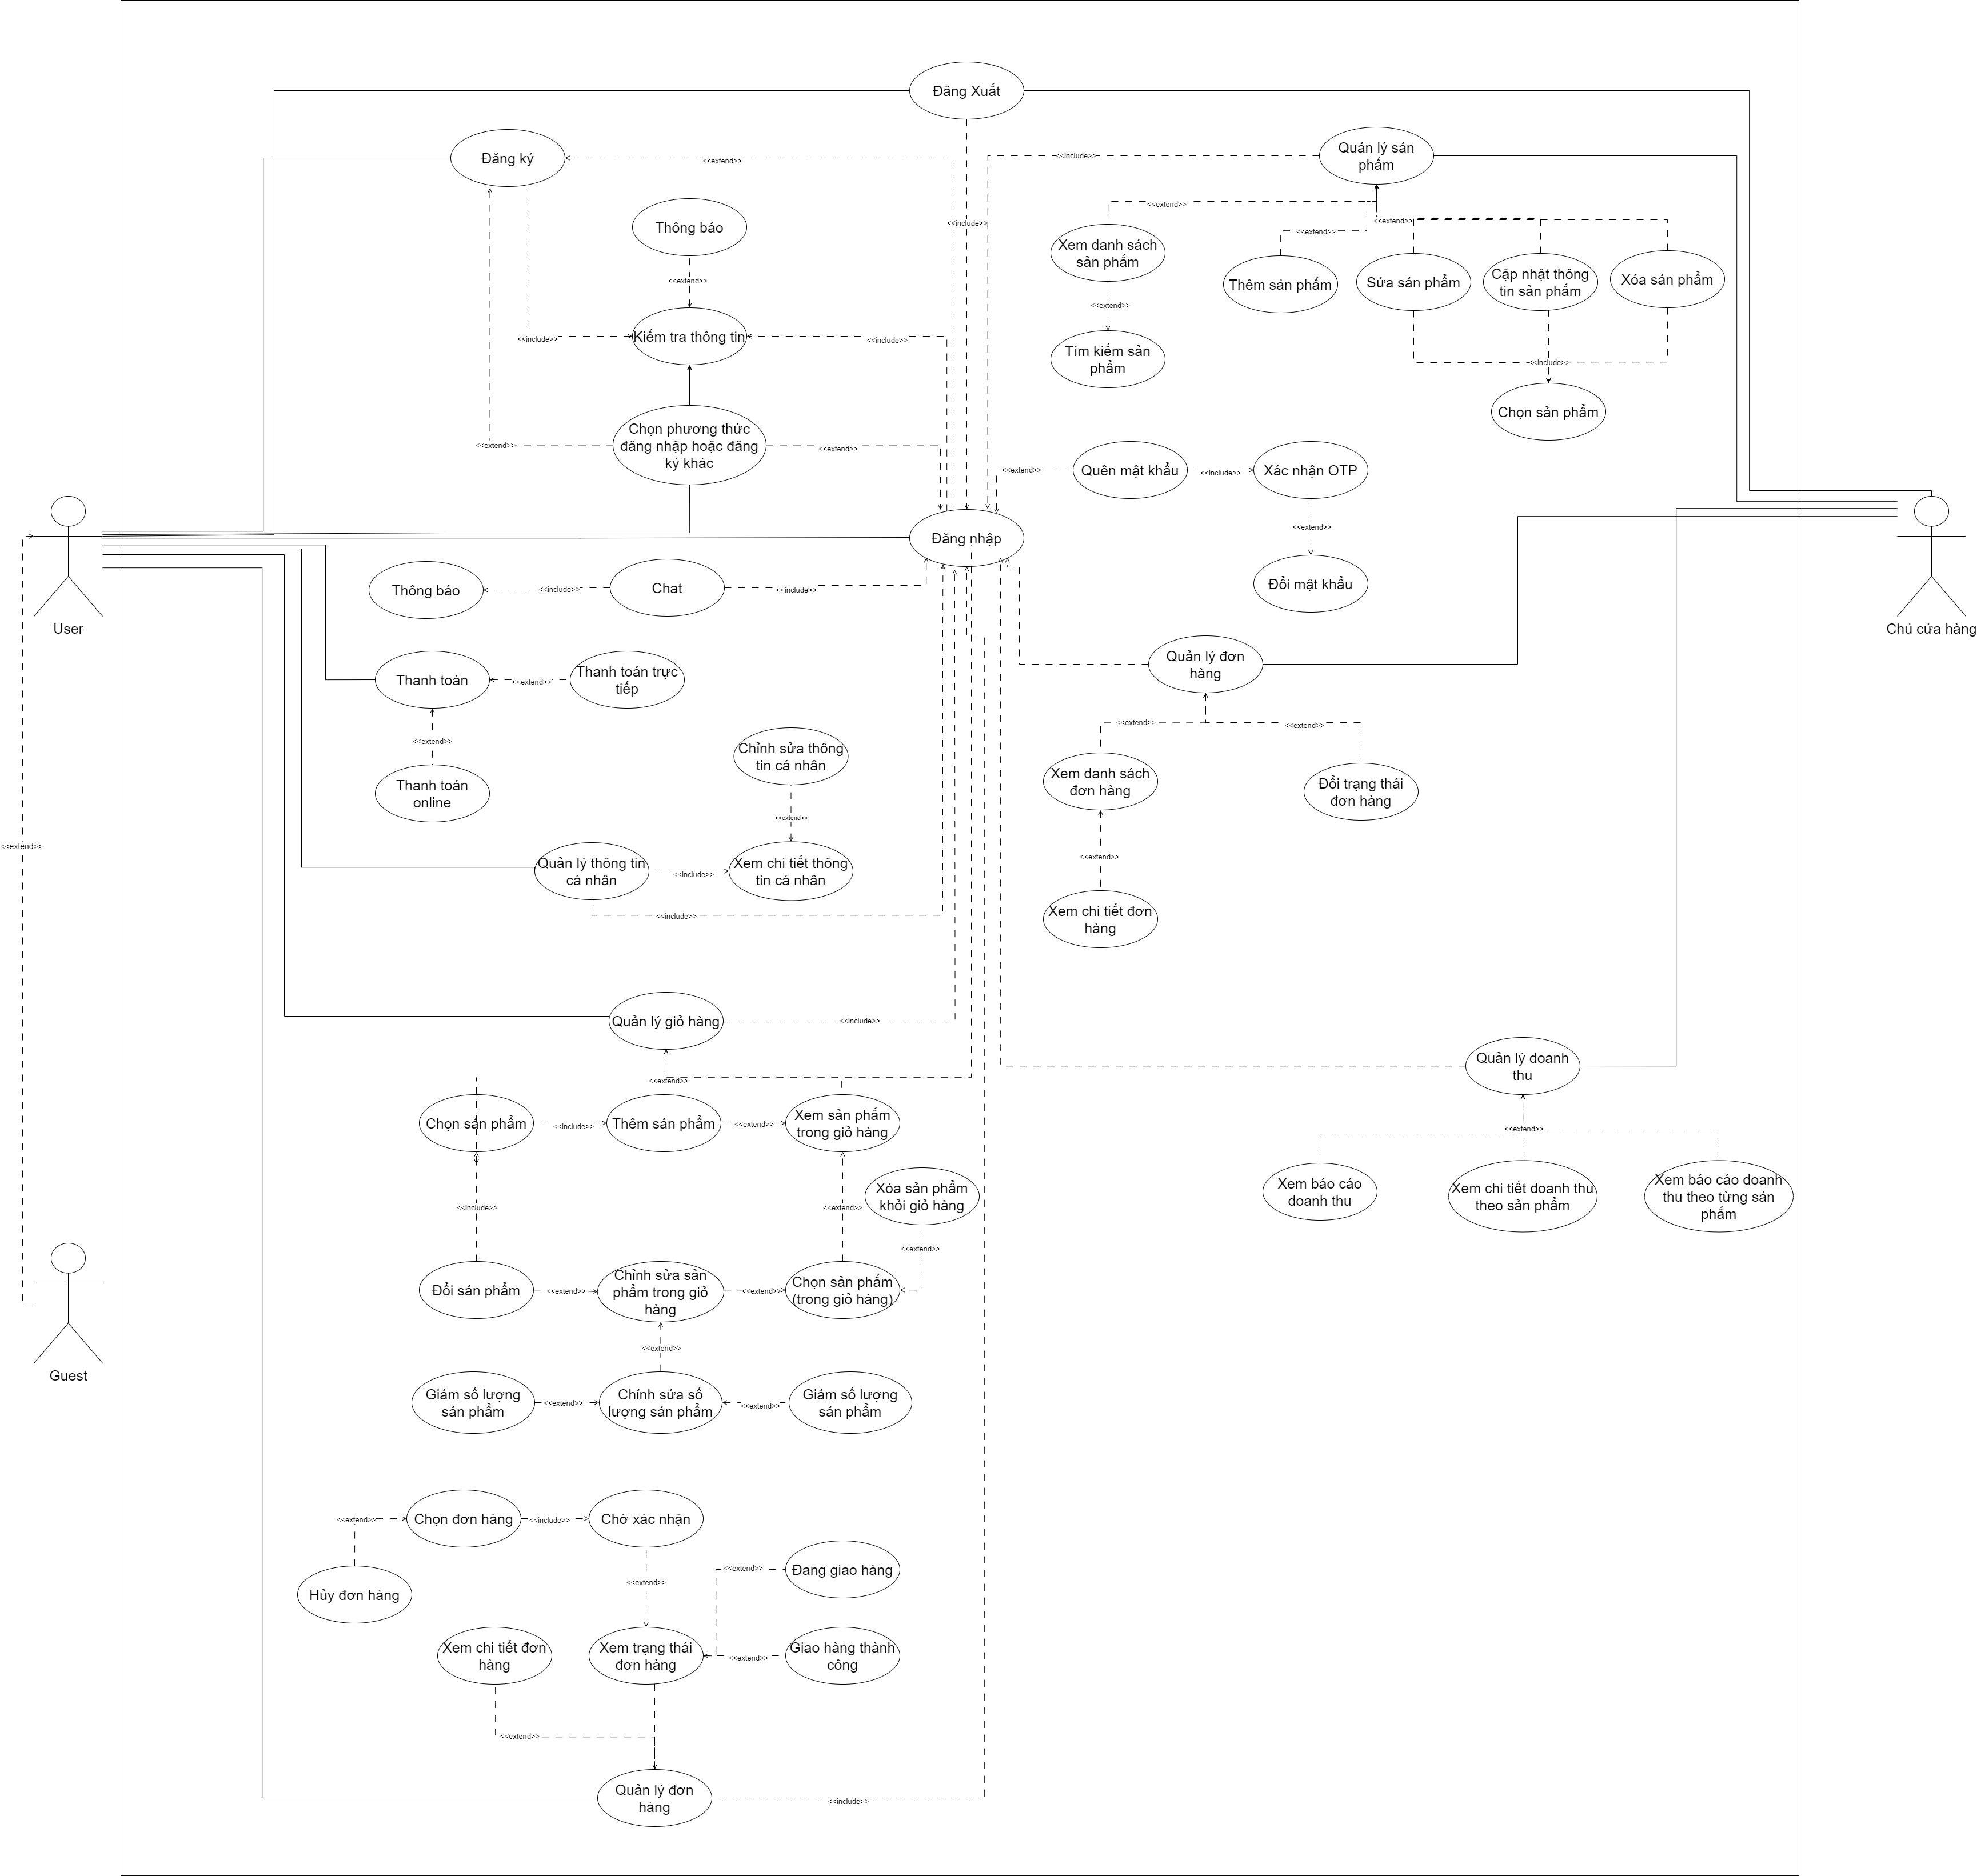 Đăng Xuất
Đăng ký
<<extend>>
<<include>>
Quản lý sản
phẩm
Thông báo
<<extend>>
<<include>>
<<extend>>
<<extend>>
Xem danh sách
sản phẩm
<<extend>>
Thêm sản phẩm
Sửa sản phẩm
Cập nhật thông
tin sản phẩm
Xóa sản phẩm
<<extend>>
<<extend>>
Kiểm tra thông tin
<<include>>
<<include>>
Tìm kiếm sản
phẩm
<<include>>
Chọn sản phẩm
Chọn phương thức
đăng nhập hoặc đăng
ký khác
<<extend>>
<<extend>>
<<extend>>
Quên mật khẩu
<<include>>
Xác nhận OTP
<<extend>>
Đăng nhập
Đổi mật khẩu
Thông báo
<<include>>
Chat
<<include>>
User
Chủ cửa hàng
Quản lý đơn
hàng
Thanh toán
<<extend>>
Thanh toán trực
tiếp
<<extend>>
<<extend>>
<<extend>>
Chỉnh sửa thông
tin cá nhân
Thanh toán
online
Xem danh sách
đơn hàng
Đổi trạng thái
đơn hàng
<<extend>>
<<extend>>
<<extend>>
Quản lý thông tin
cá nhân
<<include>>
Xem chi tiết thông
tin cá nhân
<<include>>
Xem chi tiết đơn
hàng
Quản lý giỏ hàng
<<include>>
Quản lý doanh
thu
<<extend>>
Chọn sản phẩm
<<include>>
Thêm sản phẩm
<<extend>>
Xem sản phẩm
trong giỏ hàng
<<extend>>
Xóa sản phẩm
khỏi giỏ hàng
Xem báo cáo
doanh thu
Xem chi tiết doanh thu
theo sản phẩm
Xem báo cáo doanh
thu theo từng sản
phẩm
<<include>>
<<extend>>
<<extend>>
Đổi sản phẩm
<<extend>>
Chỉnh sửa sản
phẩm trong giỏ
hàng
<<extend>>
Chọn sản phẩm
(trong giỏ hàng)
<<extend>>
Guest
Giảm số lượng
sản phẩm
<<extend>>
Chỉnh sửa số
lượng sản phẩm
<<extend>>
Giảm số lượng
sản phẩm
<<extend>>
Chọn đơn hàng
<<include>>
Chờ xác nhận
Hủy đơn hàng
<<extend>>
<<extend>>
Đang giao hàng
Xem chi tiết đơn
hàng
Xem trạng thái
đơn hàng
<<extend>>
Giao hàng thành
công
<<extend>>
Quản lý đơn
hàng
<<include>>